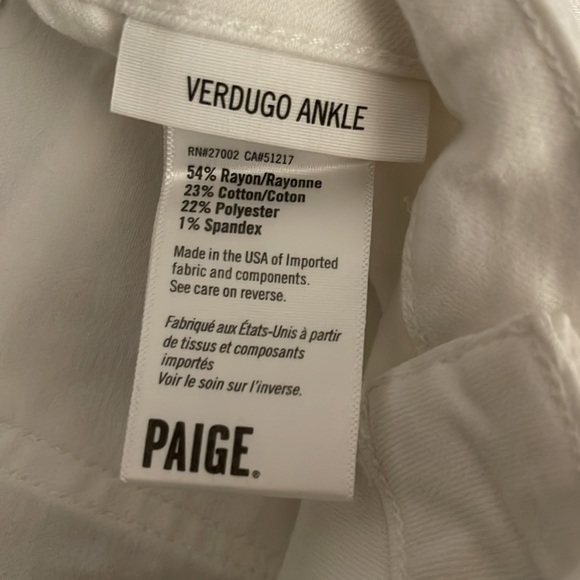 VERDUGO ANKLE
RN#27002 CA#51217
54% Rayon/Rayonne
23% Cotton/Coton
22% Polyester
1% Spandex
Made in the USA of Imported
fabric and components.
See care on reverse.
Fabriqué aux États-Unis à partir
de tissus et composants
importés
Voir le soin sur l'inverse.
PAIGE.